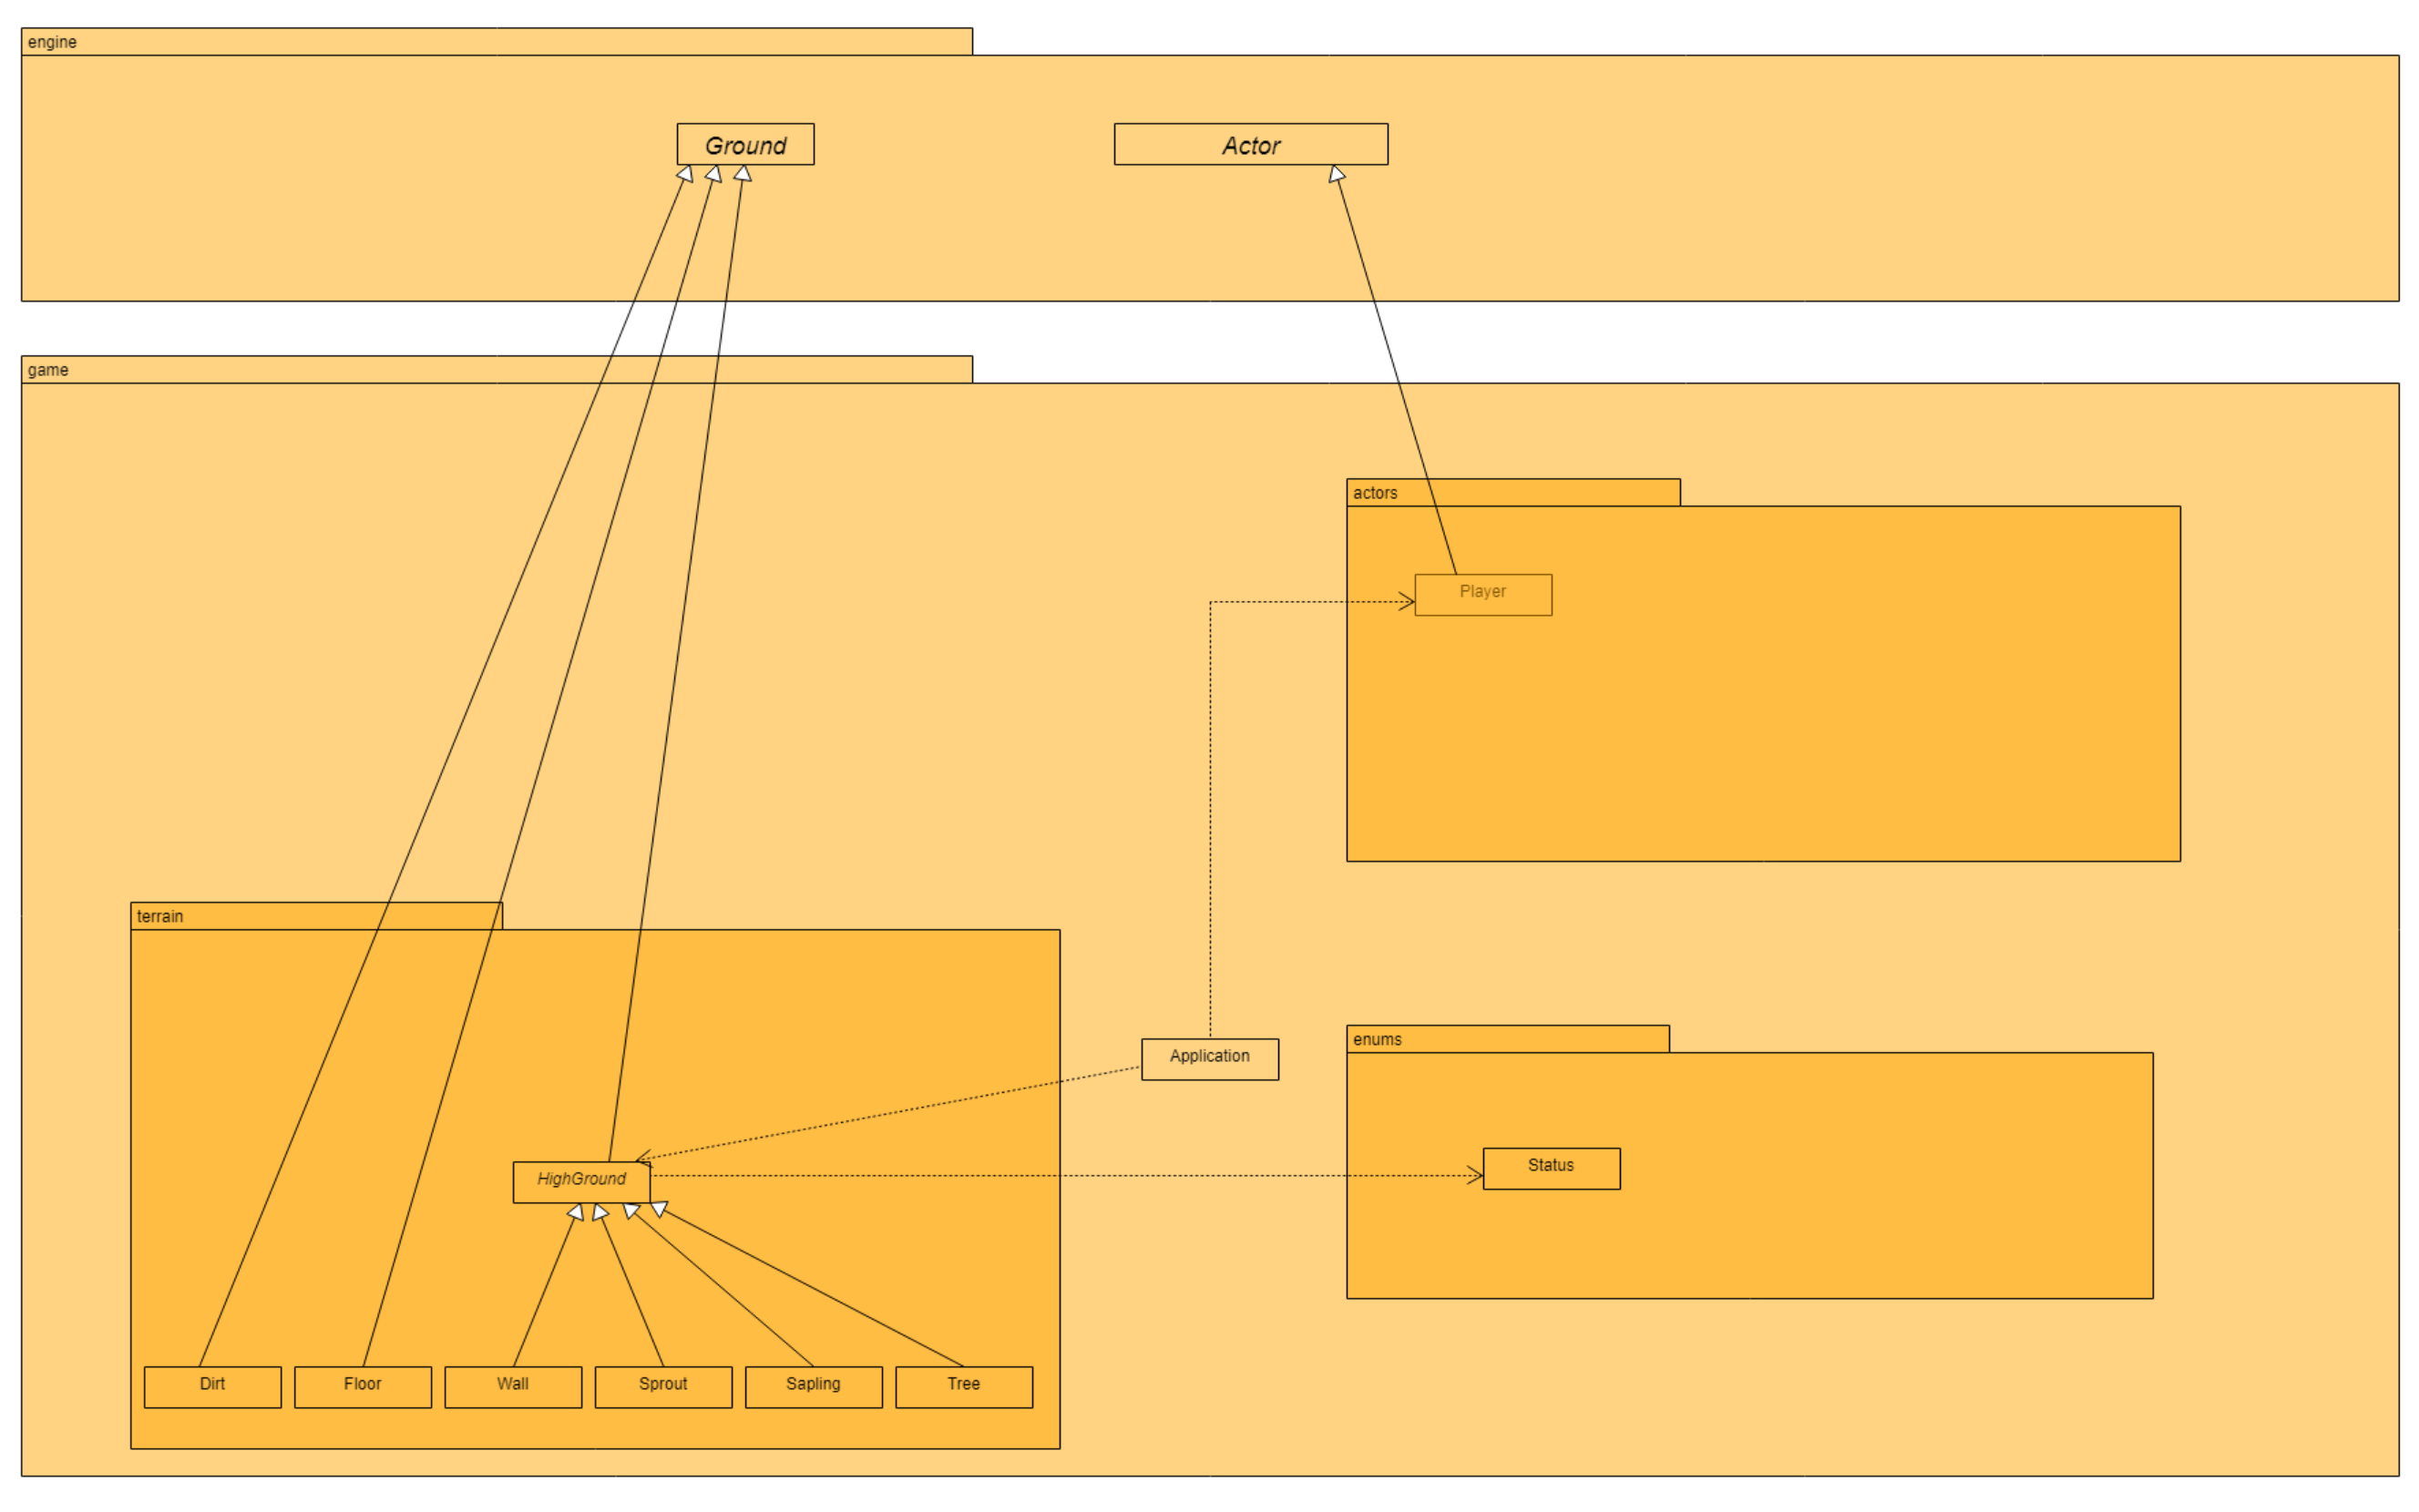 engine
Ground
Actor
game
actors
Player
terrain
Application
enums
HighGround
Status
Dirt
Floor
Wall
Sprout
Sapling
Tree